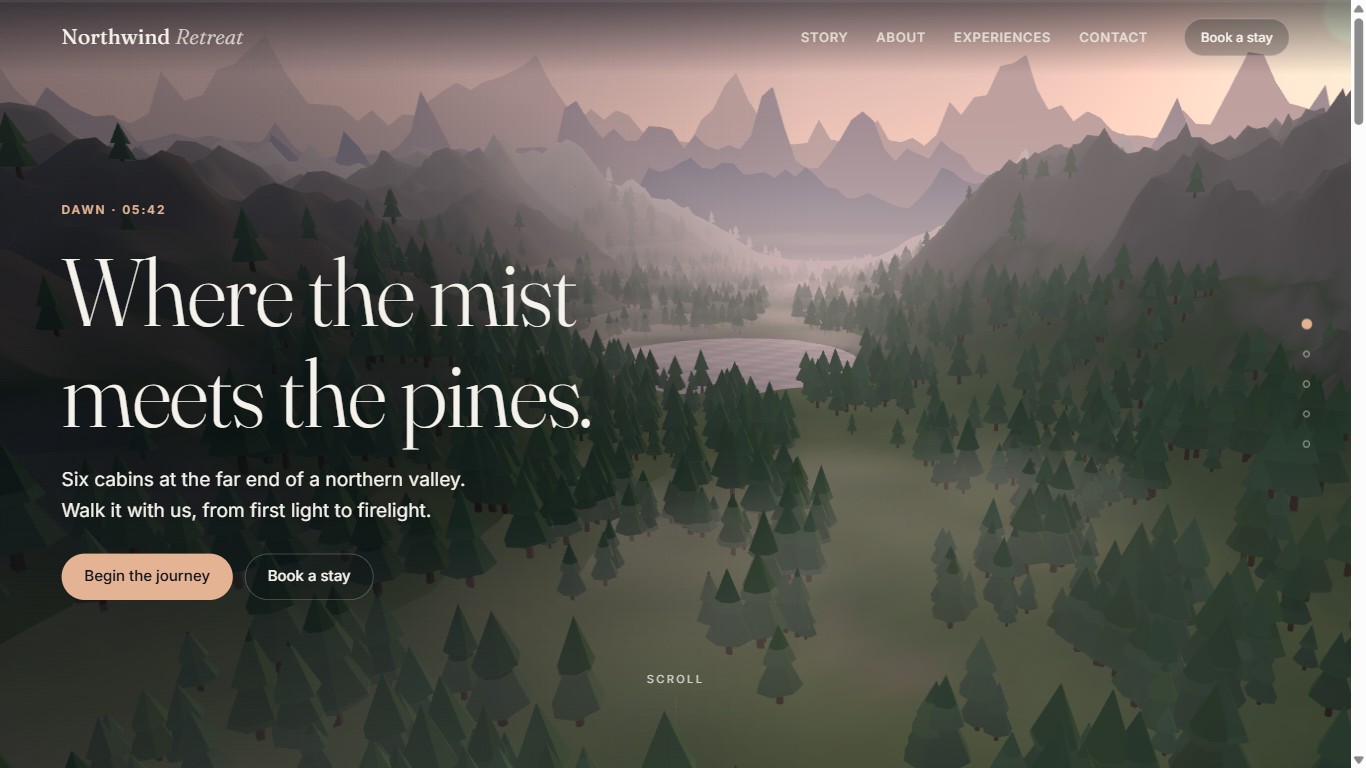 Northwind Retreat
STORY ABOUT EXPERIENCES CONTACT Book a stay
DAWN · 05:42
Where the mist
meets the pines.
Six cabins at the far end of a northern valley.
Walk it with us, from first light to firelight.
Begin the journey Book a stay
SCROLL